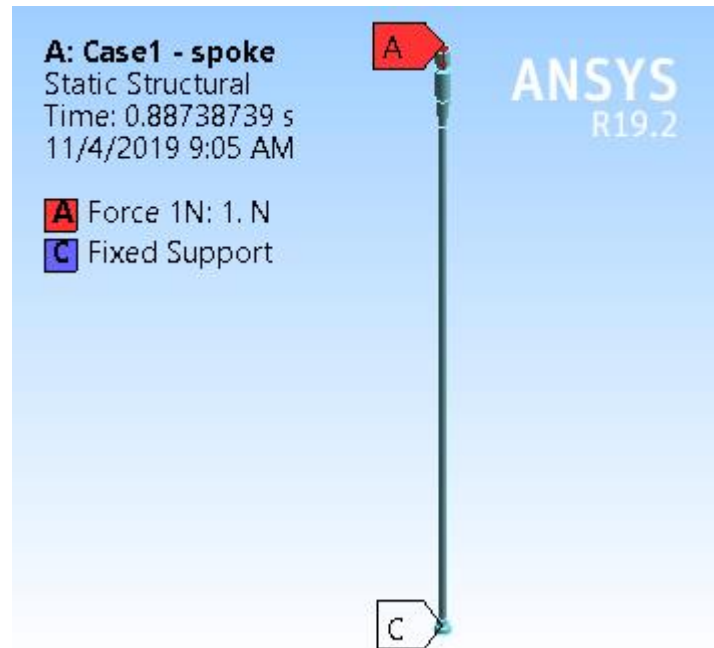 A: Case1 - spoke
Static Structural
Time: 0.88738739 s
11/4/2019 9:05 AM
A Force 1N: 1. N
C Fixed Support
A
ANSYS
R19.2
C